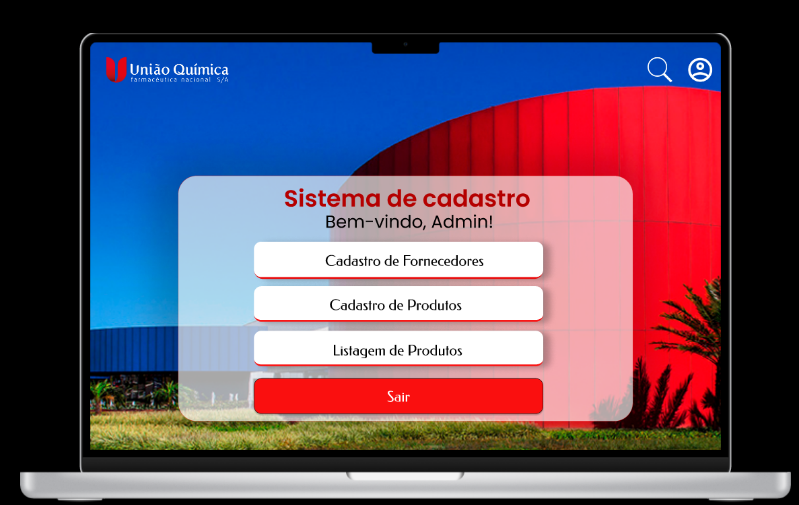 União Química
farmacêutica nacional S/A
Sistema de cadastro
Bem-vindo, Admin!
Cadastro de Fornecedores
Cadastro de Produtos
Listagem de Produtos
Sair